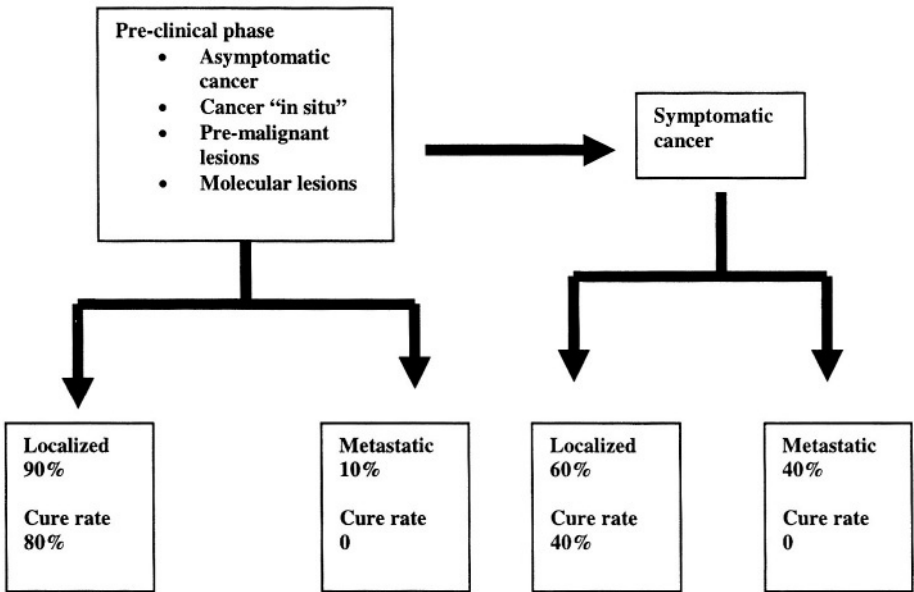 Pre-clinical phase
• Asymptomatic
cancer
• Cancer “in situ”
• Pre-malignant
lesions
• Molecular lesions
Symptomatic
cancer
Localized
90%
Cure rate
80%
Metastatic
10%
Cure rate
0
Localized
60%
Cure rate
40%
Metastatic
40%
Cure rate
0